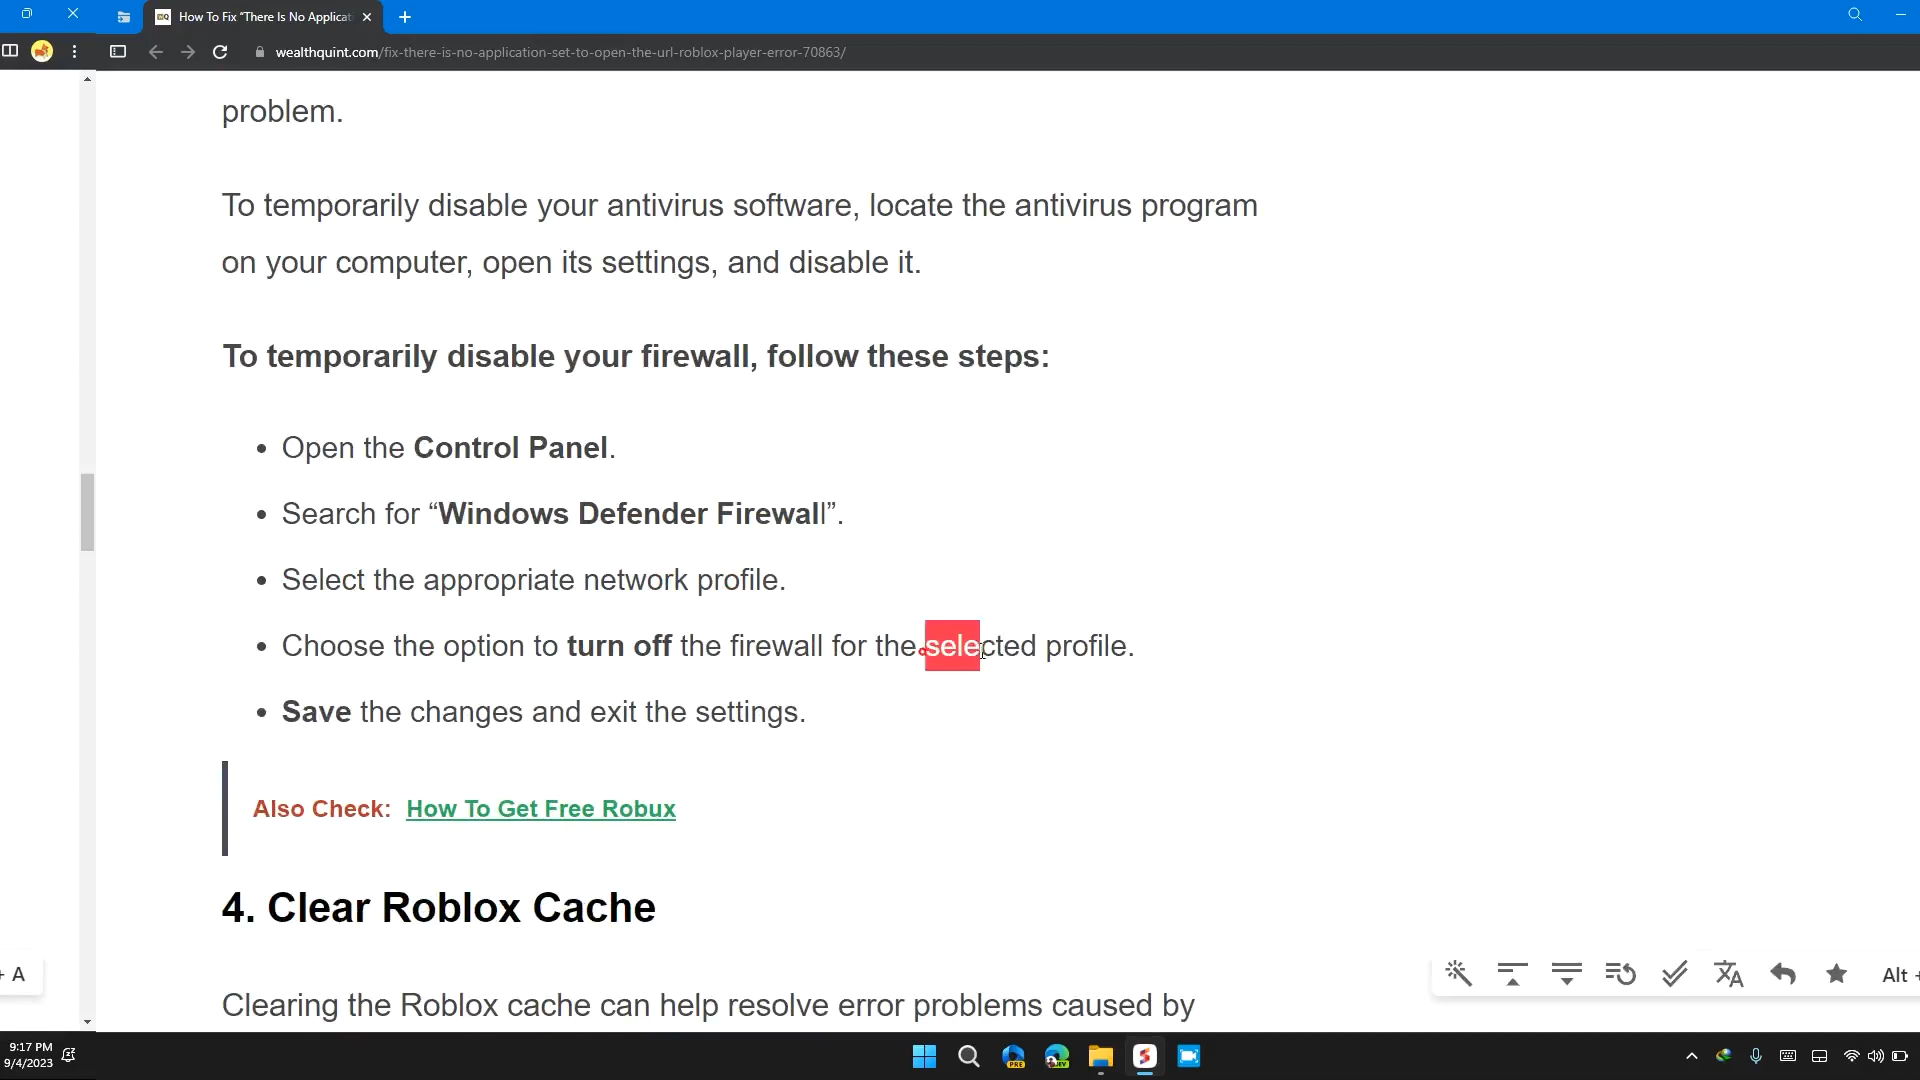 How To Fix "There Is No Applicat
wealthquint.com/fix-there-is-no-application-set-to-open-the-url-roblox-player-error-70863/
problem.
To temporarily disable your antivirus software, locate the antivirus program
on your computer, open its settings, and disable it.
To temporarily disable your firewall, follow these steps:
• Open the Control Panel.
• Search for “Windows Defender Firewall”.
• Select the appropriate network profile.
• Choose the option to turn off the firewall for the selected profile.
• Save the changes and exit the settings.
Also Check: How To Get Free Robux
4. Clear Roblox Cache
+ A
Alt +
Clearing the Roblox cache can help resolve error problems caused by
9:17 PM
9/4/2023